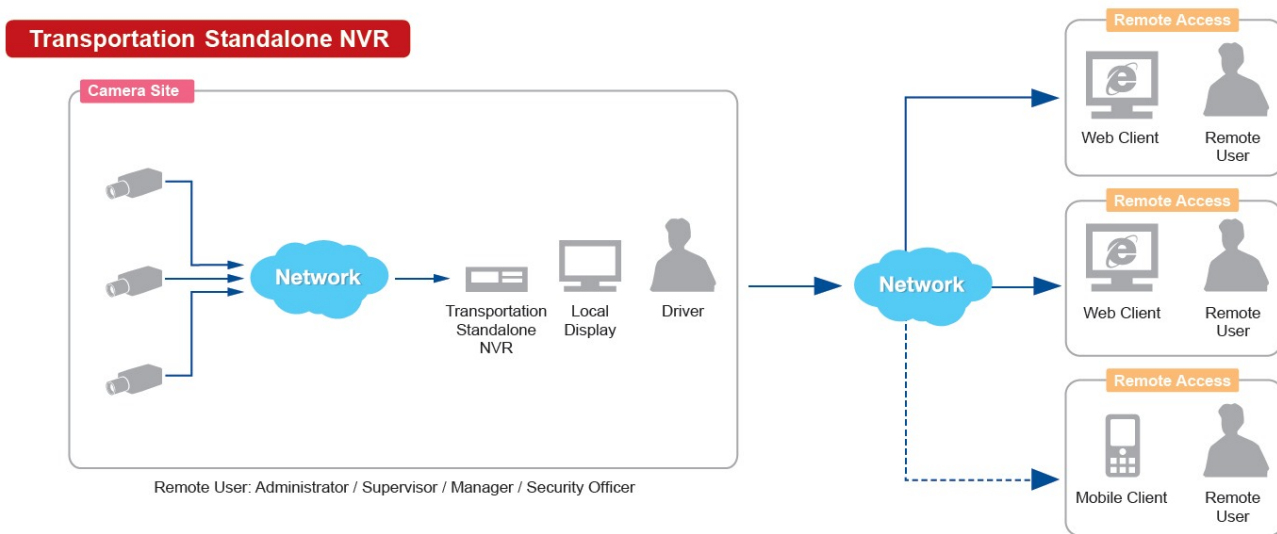 Transportation Standalone NVR
Camera Site
Network
Transportation
Standalone
NVR
Local
Display
Driver
Remote User: Administrator / Supervisor / Manager / Security Officer
Network
Remote Access
Web Client
Remote
User
Remote Access
Web Client
Remote
User
Remote Access
Mobile Client
Remote
User